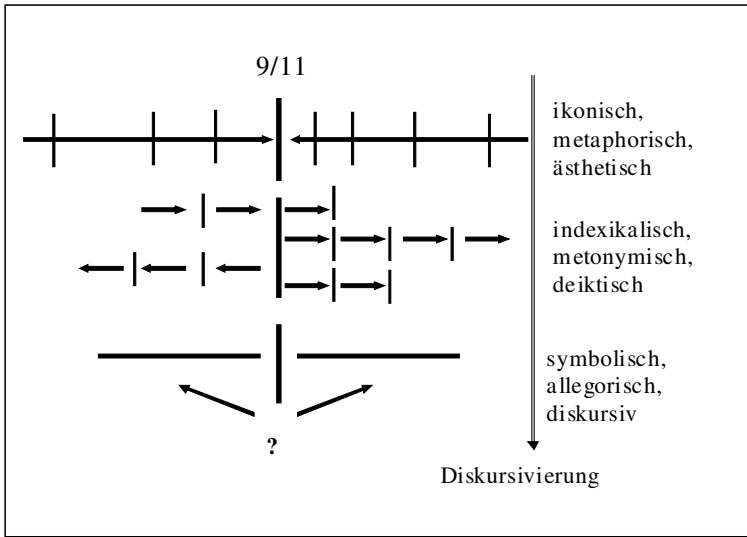 9/11
ikonisch,
metaphorisch,
ästhetisch
indexikalisch,
metonymisch,
deiktisch
symbolisch,
allegorisch,
diskursiv
?
Diskursivierung